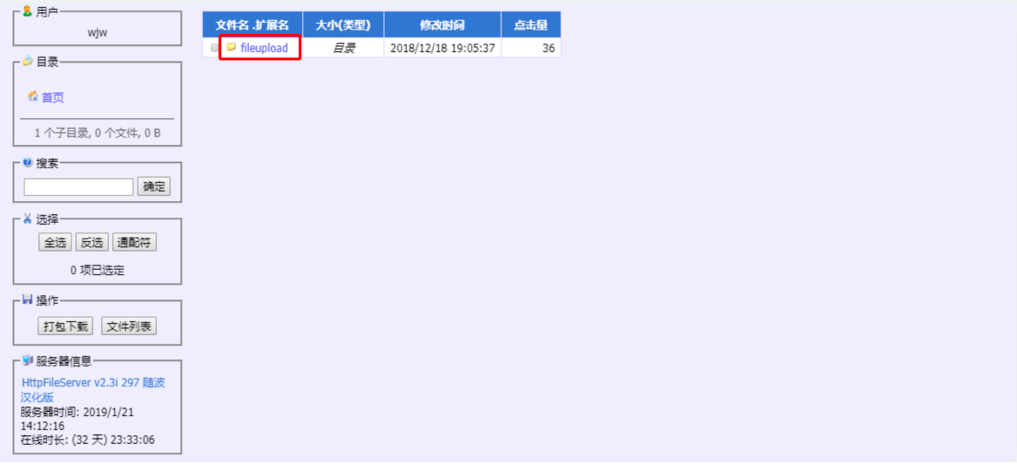 用户
wjw
目录
首页
1 个子目录, 0 个文件, 0 B
搜索
确定
选择
全选 反选 通配符
0 项已选定
操作
打包下载 文件列表
服务器信息
HttpFileServer v2.3i 297 随波
汉化版
服务器时间: 2019/1/21
14:12:16
在线时长: (32 天) 23:33:06
文件名 .扩展名 大小(类型) 修改时间 点击量
fileupload 目录 2018/12/18 19:05:37 36